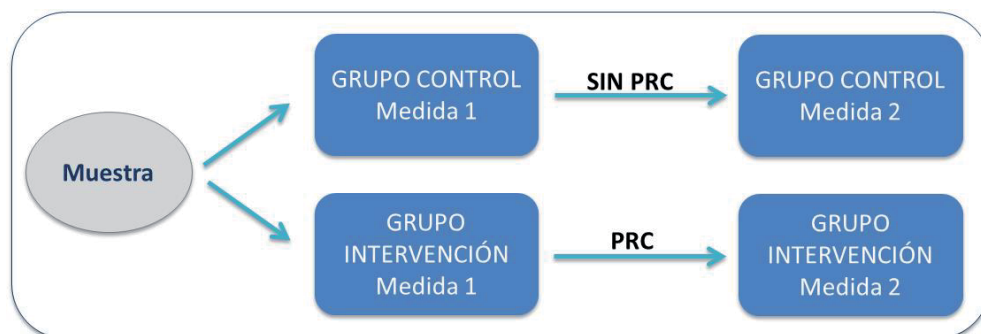 GRUPO CONTROL
Medida 1
SIN PRC
GRUPO CONTROL
Medida 2
Muestra
GRUPO
INTERVENCIÓN
Medida 1
PRC
GRUPO
INTERVENCIÓN
Medida 2